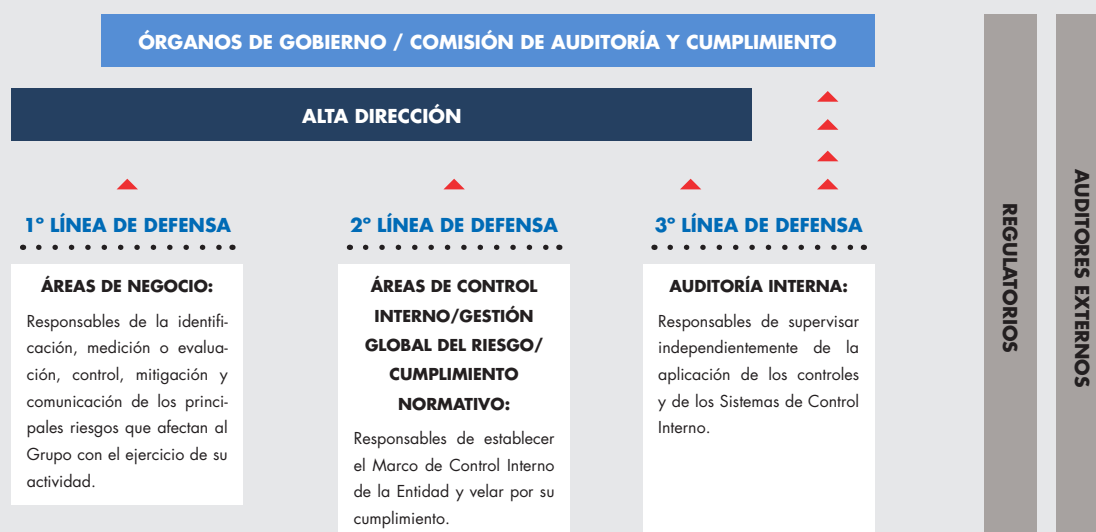 ÓRGANOS DE GOBIERNO / COMISIÓN DE AUDITORÍA Y CUMPLIMIENTO
ALTA DIRECCIÓN
1º LÍNEA DE DEFENSA
ÁREAS DE NEGOCIO:
Responsables de la identifi-
cación, medición o evalua-
ción, control, mitigación y
comunicación de los princi-
pales riesgos que afectan al
Grupo con el ejercicio de su
actividad.
2º LÍNEA DE DEFENSA
ÁREAS DE CONTROL
INTERNO/GESTIÓN
GLOBAL DEL RIESGO/
CUMPLIMIENTO
NORMATIVO:
Responsables de establecer
el Marco de Control Interno
de la Entidad y velar por su
cumplimiento.
3º LÍNEA DE DEFENSA
AUDITORÍA INTERNA:
Responsables de supervisar
independientemente de la
aplicación de los controles
y de los Sistemas de Control
Interno.
REGULATORIOS
AUDITORES EXTERNOS